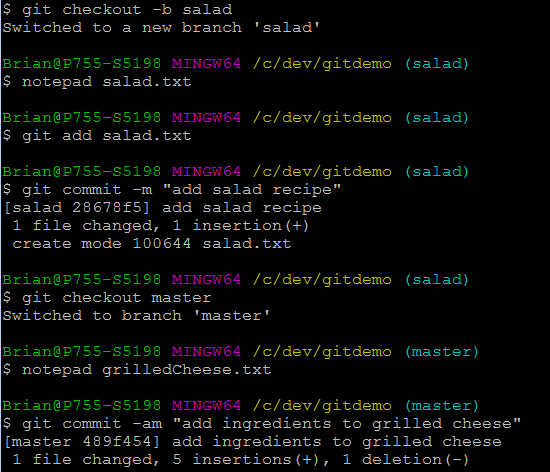 $ git checkout -b salad
Switched to a new branch 'salad'
Brian@P755-S5198 MINGW64 /c/dev/gitdemo (salad)
$ notepad salad.txt
Brian@P755-S5198 MINGW64 /c/dev/gitdemo (salad)
$ git add salad.txt
Brian@P755-S5198 MINGW64 /c/dev/gitdemo (salad)
$ git commit -m "add salad recipe"
[salad 28678f5] add salad recipe
1 file changed, 1 insertion(+)
create mode 100644 salad.txt
Brian@P755-S5198 MINGW64 /c/dev/gitdemo (salad)
$ git checkout master
Switched to branch 'master'
Brian@P755-S5198 MINGW64 /c/dev/gitdemo (master)
$ notepad grilledCheese.txt
Brian@P755-S5198 MINGW64 /c/dev/gitdemo (master)
$ git commit -am "add ingredients to grilled cheese"
[master 489f454] add ingredients to grilled cheese
1 file changed, 5 insertions(+), 1 deletion(-)